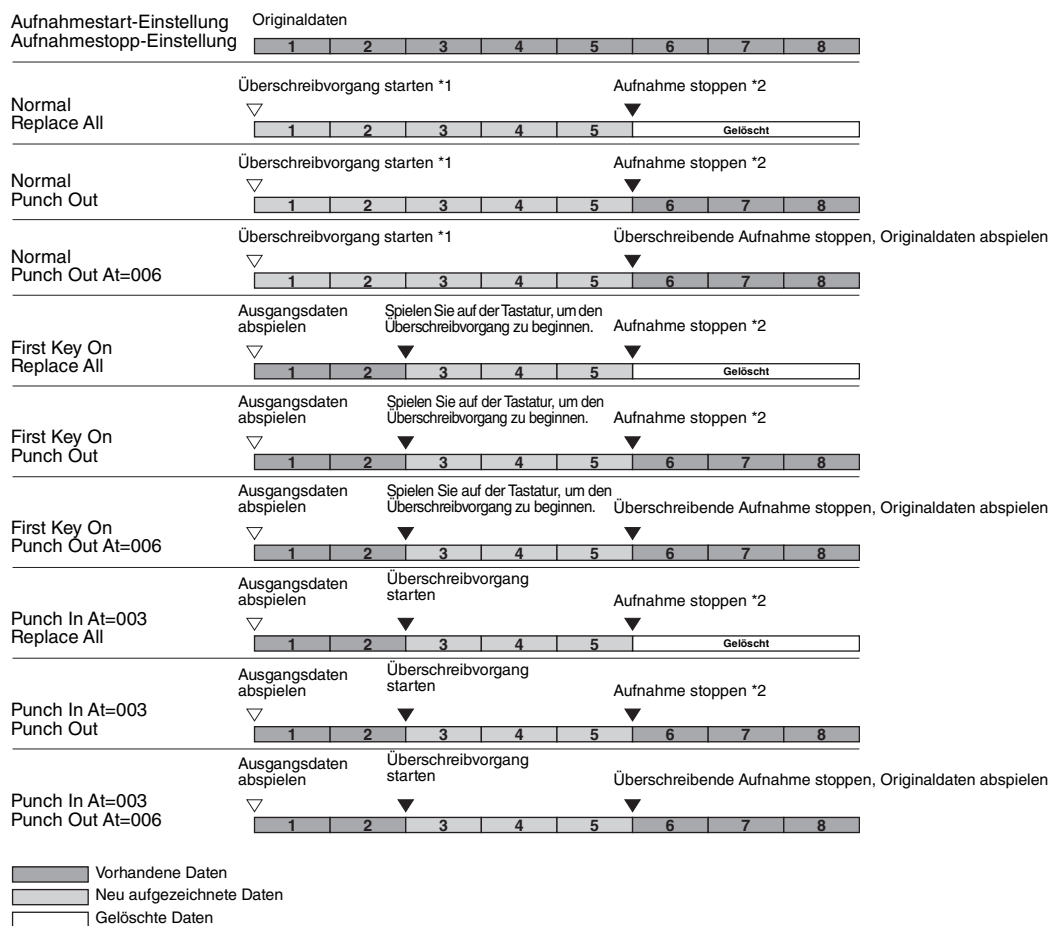 Aufnahmestart-Einstellung
Aufnahmestopp-Einstellung
Originaldaten
1 2 3 4 5 6 7 8
Normal
Replace All
Überschreibvorgang starten *1
Aufnahme stoppen *2
1 2 3 4 5 Gelöscht
Normal
Punch Out
Überschreibvorgang starten *1
Aufnahme stoppen *2
1 2 3 4 5 6 7 8
Normal
Punch Out At=006
Überschreibvorgang starten *1
Überschreibende Aufnahme stoppen, Originaldaten abspielen
1 2 3 4 5 6 7 8
First Key On
Replace All
Ausgangsdaten
abspielen
Spielen Sie auf der Tastatur, um den
Überschreibvorgang zu beginnen.
Aufnahme stoppen *2
1 2 3 4 5 Gelöscht
First Key On
Punch Out
Ausgangsdaten
abspielen
Spielen Sie auf der Tastatur, um den
Überschreibvorgang zu beginnen.
Aufnahme stoppen *2
1 2 3 4 5 6 7 8
First Key On
Punch Out At=006
Ausgangsdaten
abspielen
Spielen Sie auf der Tastatur, um den
Überschreibvorgang zu beginnen.
Überschreibende Aufnahme stoppen, Originaldaten abspielen
1 2 3 4 5 6 7 8
Punch In At=003
Replace All
Ausgangsdaten
abspielen
Überschreibvorgang
starten
Aufnahme stoppen *2
1 2 3 4 5 Gelöscht
Punch In At=003
Punch Out
Ausgangsdaten
abspielen
Überschreibvorgang
starten
Aufnahme stoppen *2
1 2 3 4 5 6 7 8
Punch In At=003
Punch Out At=006
Ausgangsdaten
abspielen
Überschreibvorgang
starten
Überschreibende Aufnahme stoppen, Originaldaten abspielen
1 2 3 4 5 6 7 8
Vorhandene Daten
Neu aufgezeichnete Daten
Gelöschte Daten